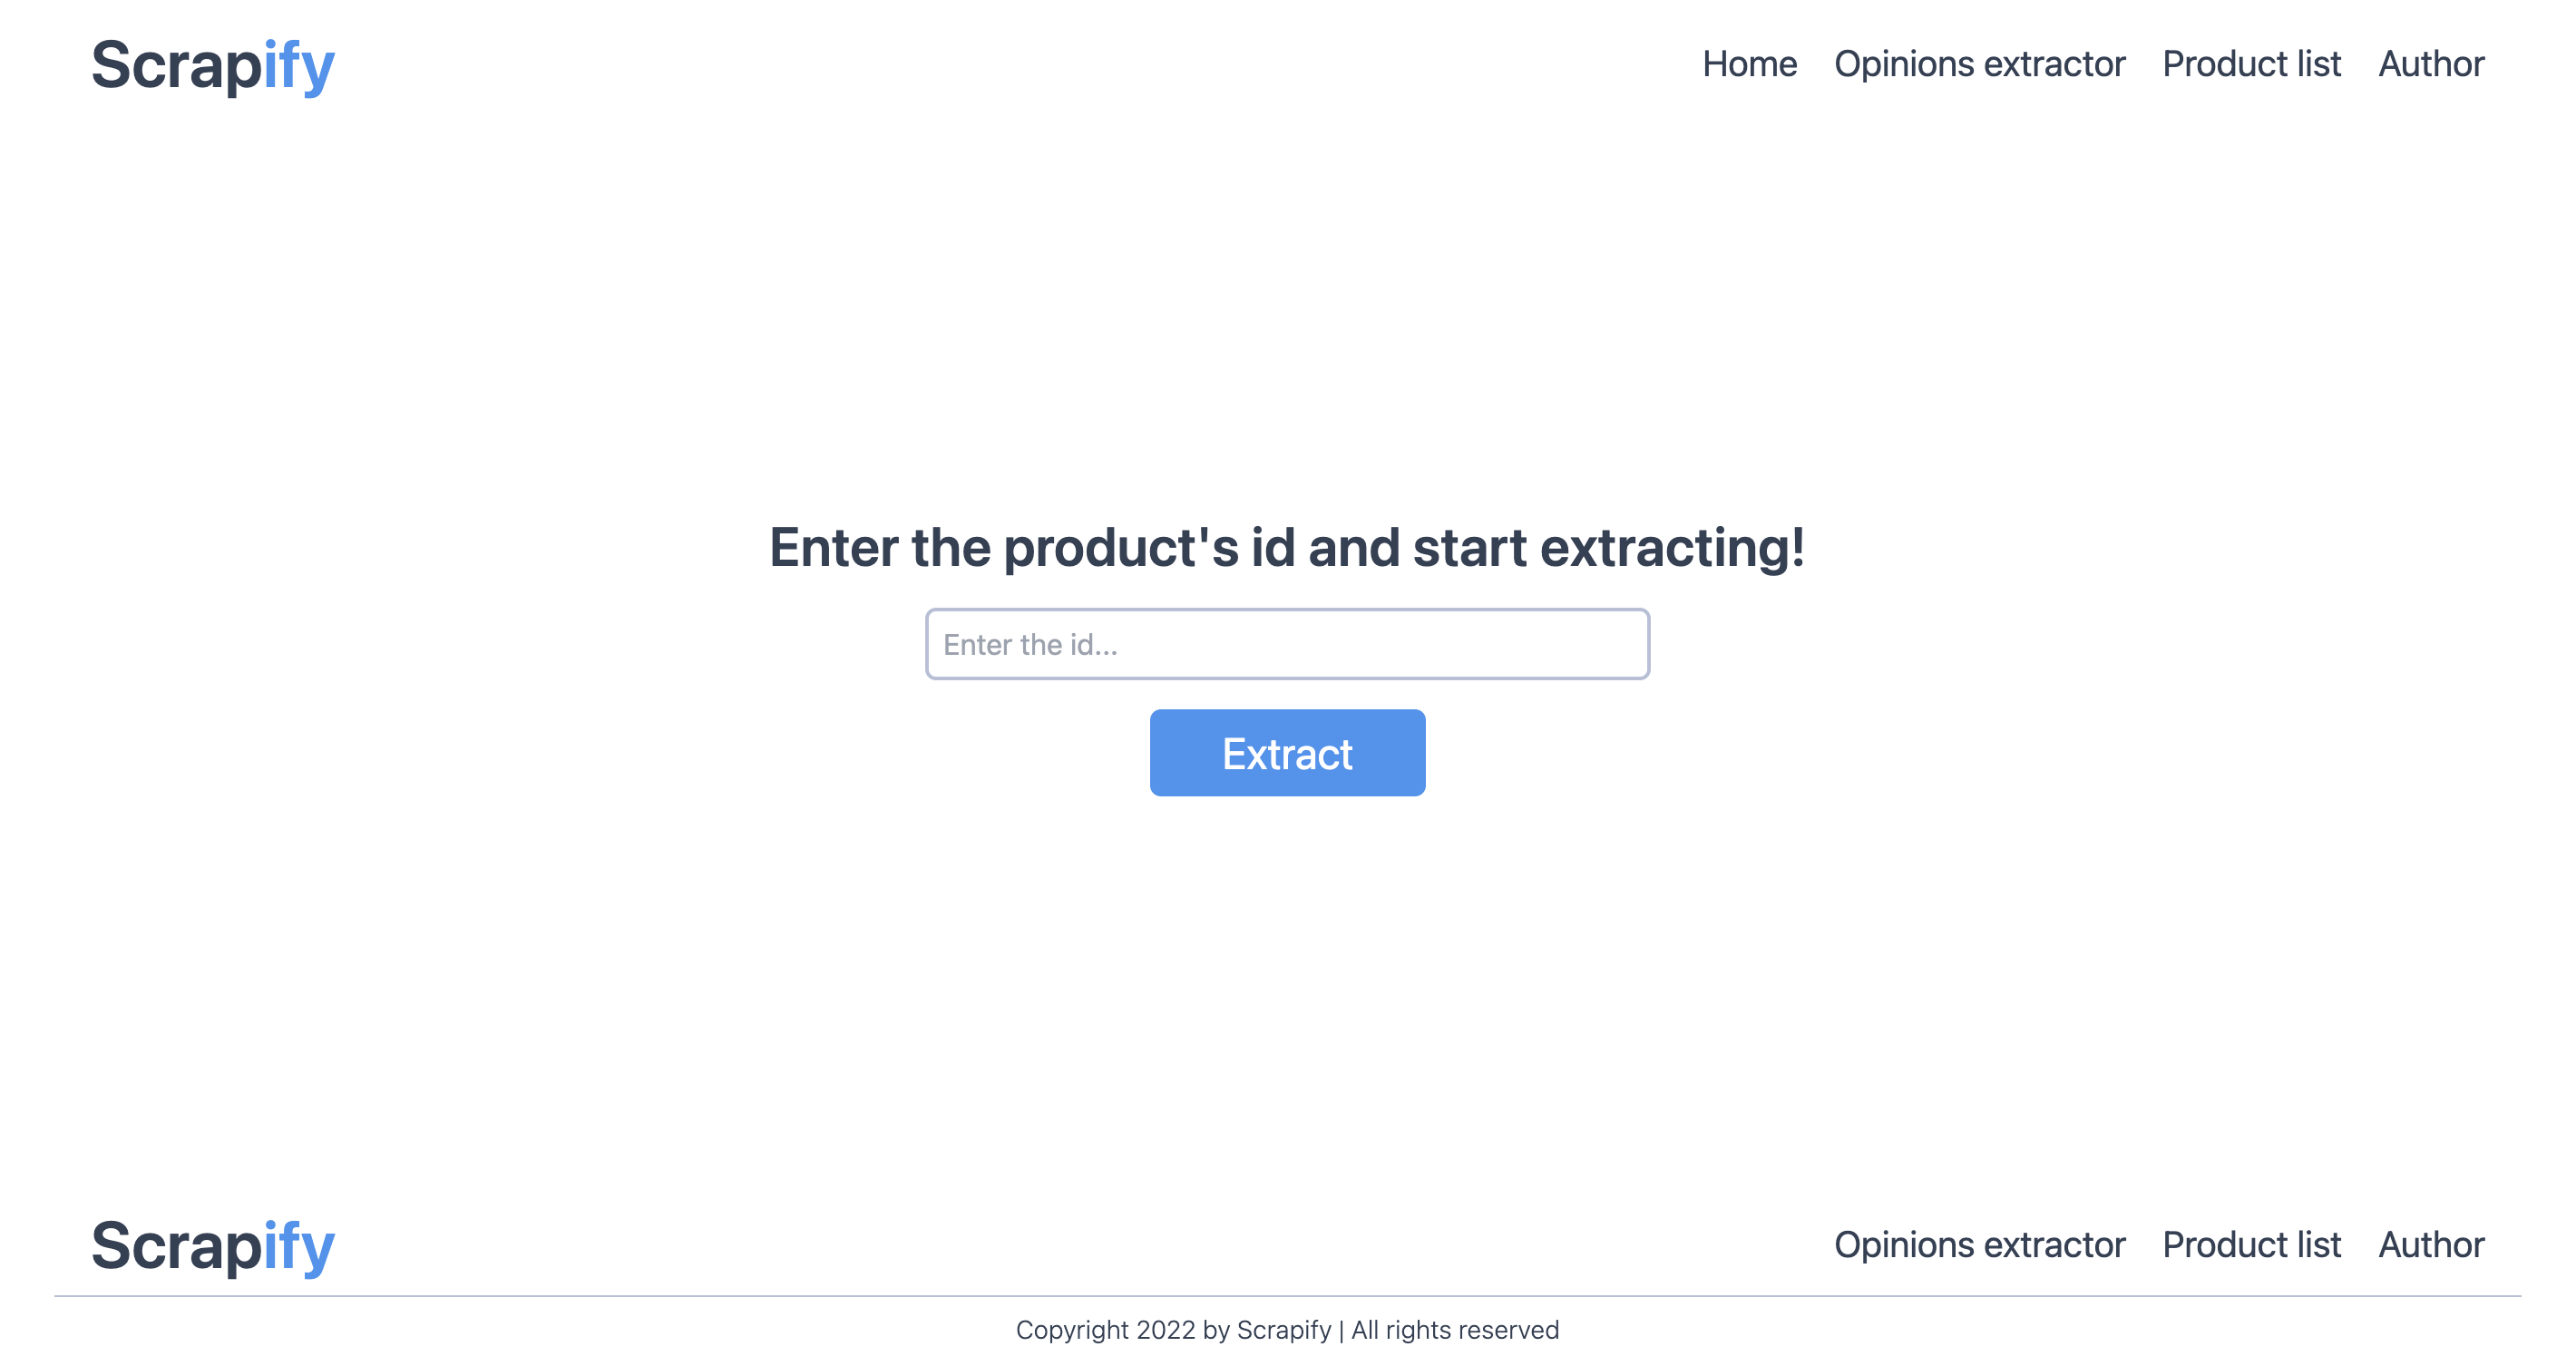 Scrapify
Home Opinions extractor Product list Author
Enter the product's id and start extracting!
Enter the id...
Extract
Scrapify
Opinions extractor Product list Author
Copyright 2022 by Scrapify | All rights reserved